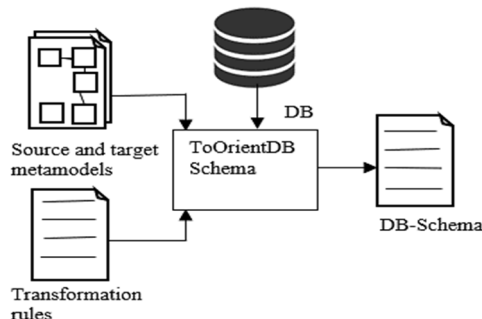 DB
Source and target
metamodels
ToOrientDB
Schema
DB-Schema
Transformation
rules